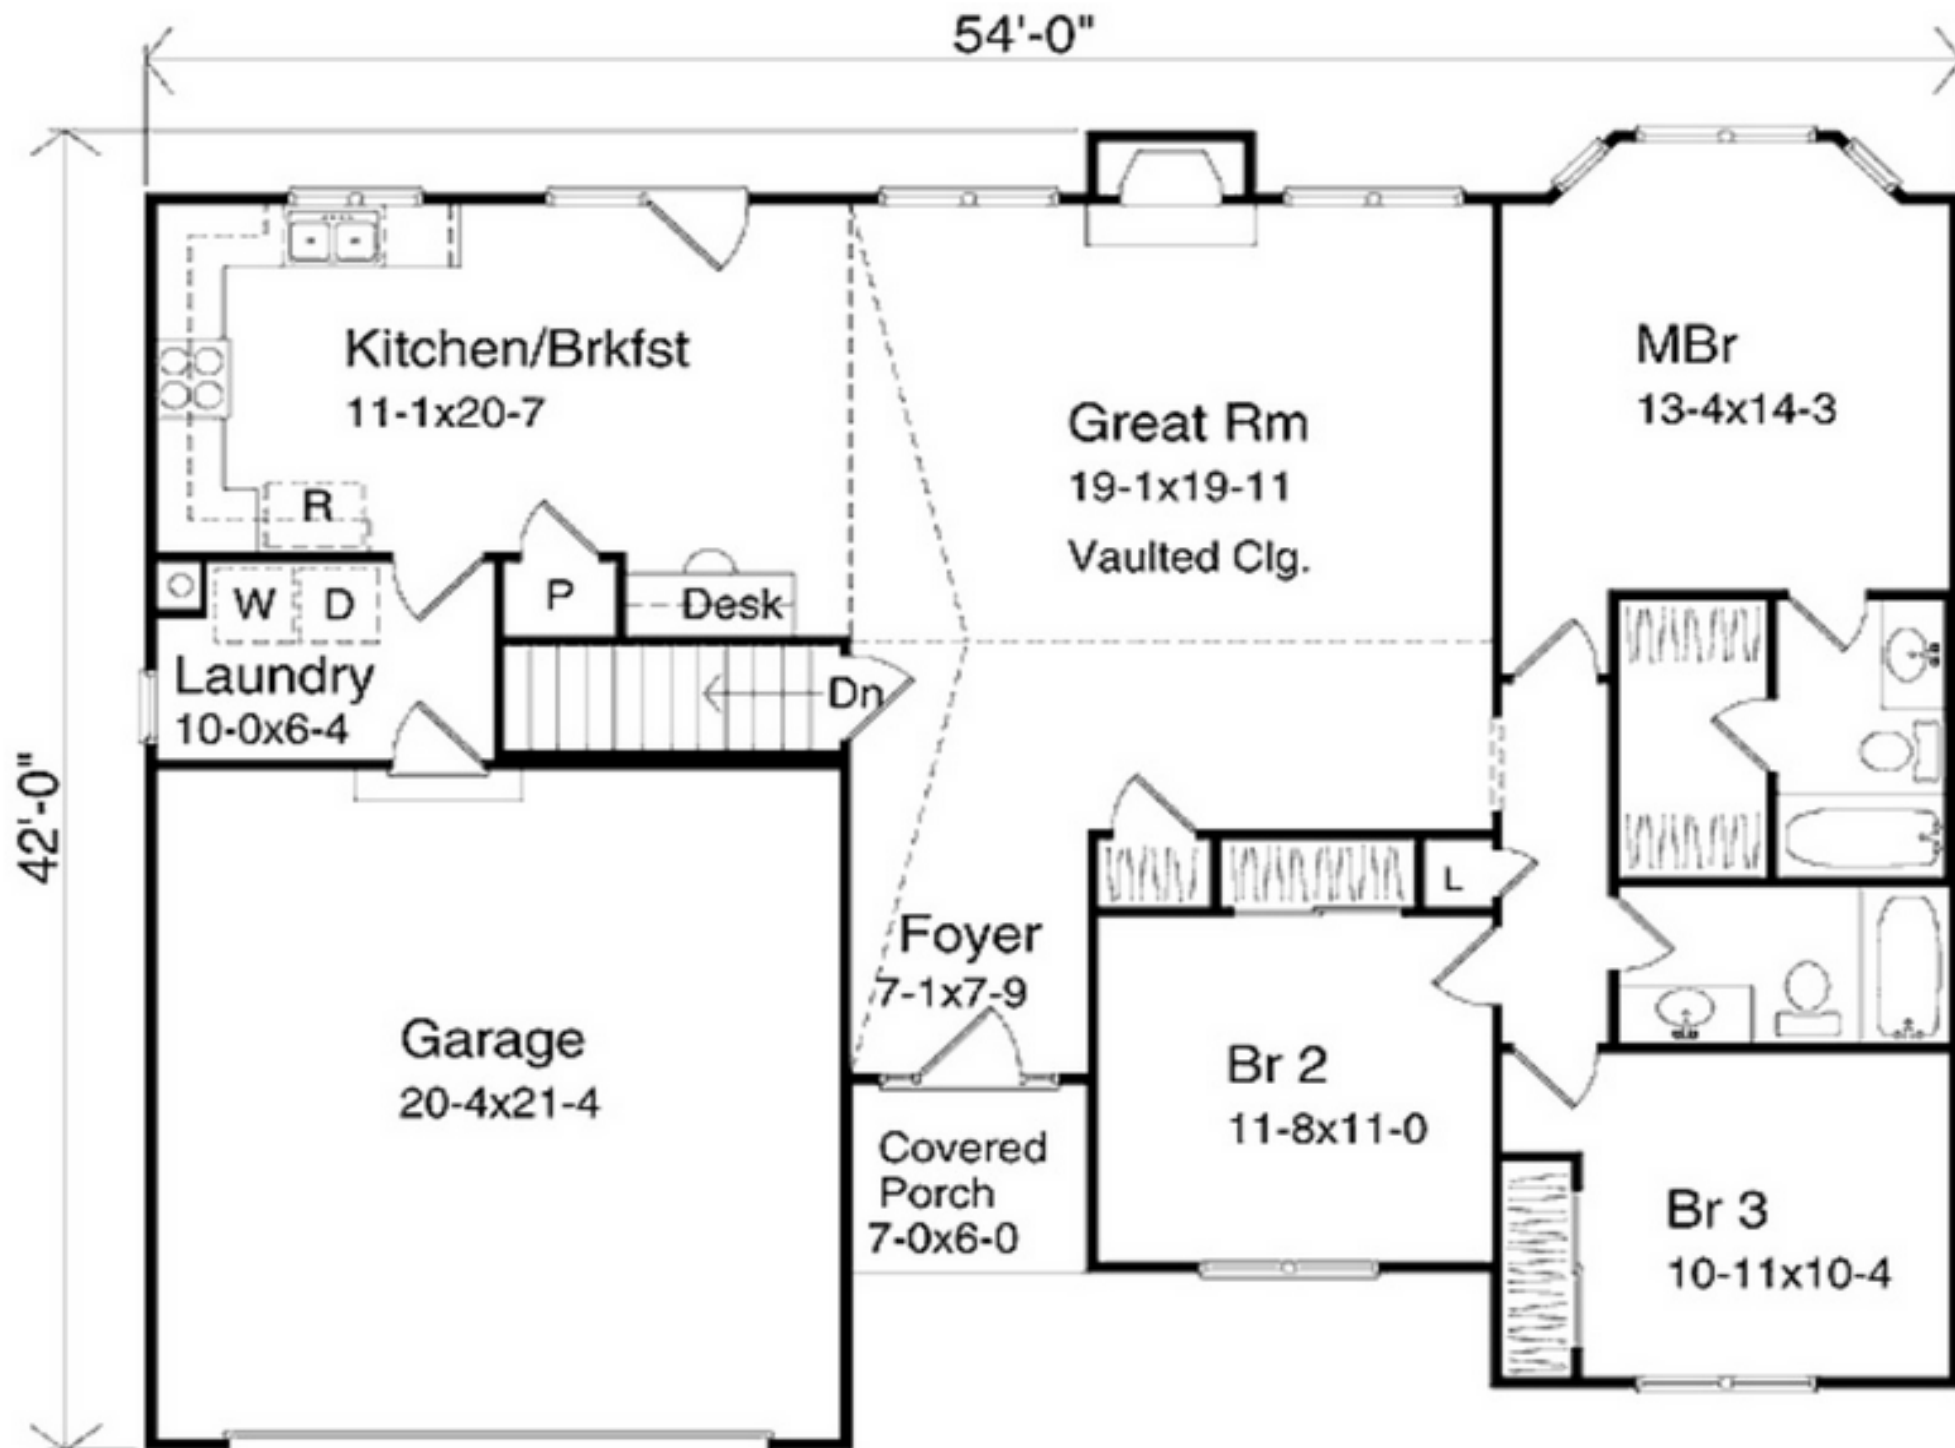 54'-0"
42'-0"
Kitchen/Brkfst
11-1x20-7
R
W
D
P
Desk
Laundry
10-0x6-4
Dn
Great Rm
19-1x19-11
Vaulted Clg.
MBr
13-4x14-3
L
Foyer
7-1x7-9
Garage
20-4x21-4
Covered
Porch
7-0x6-0
Br 2
11-8x11-0
Br 3
10-11x10-4